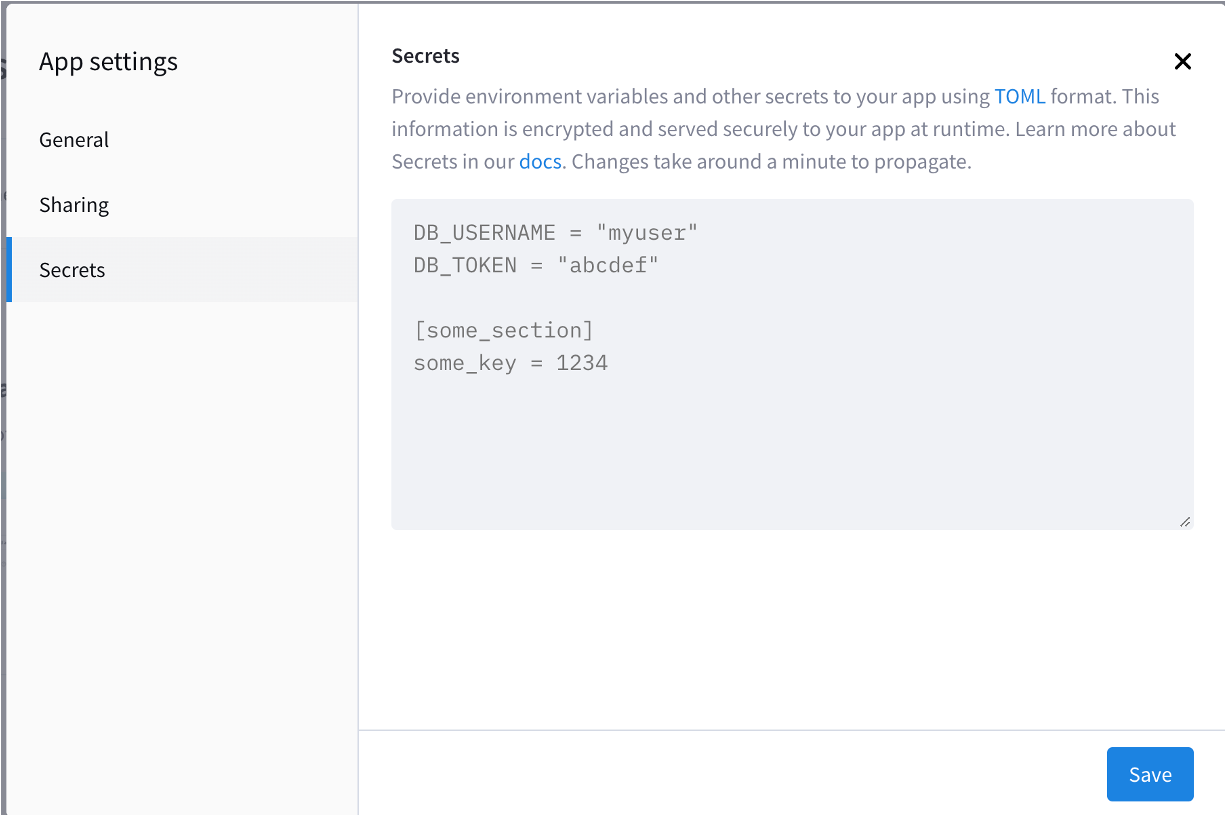 App settings
General
Sharing
Secrets
Secrets
Provide environment variables and other secrets to your app using TOML format. This
information is encrypted and served securely to your app at runtime. Learn more about
Secrets in our docs. Changes take around a minute to propagate.
DB_USERNAME = "myuser"
DB_TOKEN = "abcdef"
[some_section]
some_key = 1234
Save